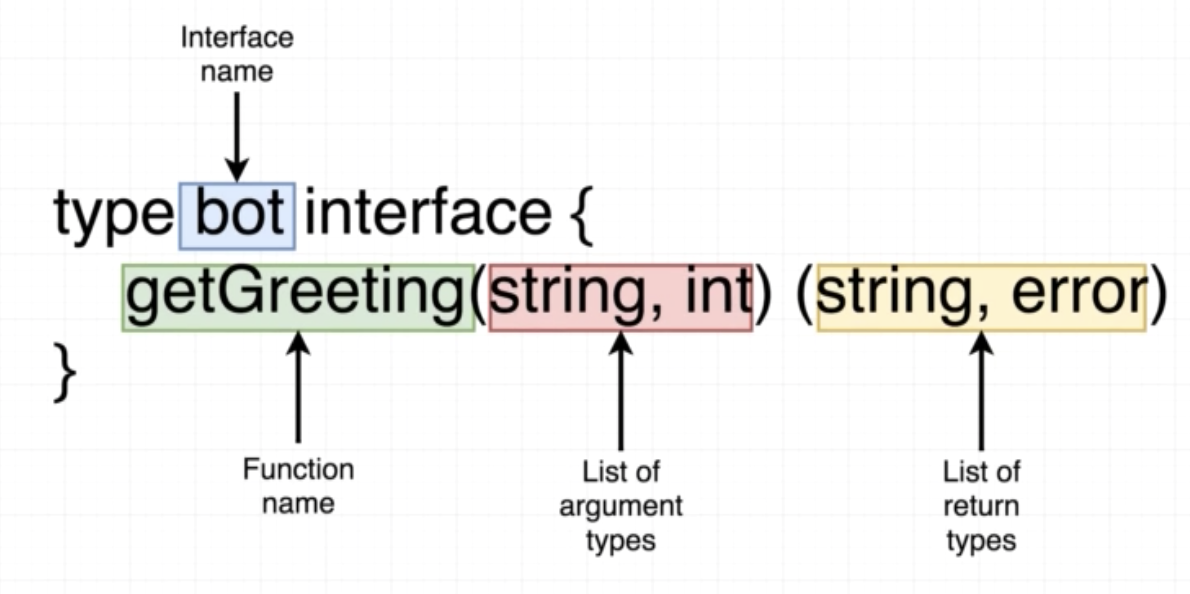 Interface
name
type bot interface {
getGreeting(string, int) (string, error)
}
Function
name
List of
argument
types
List of
return
types